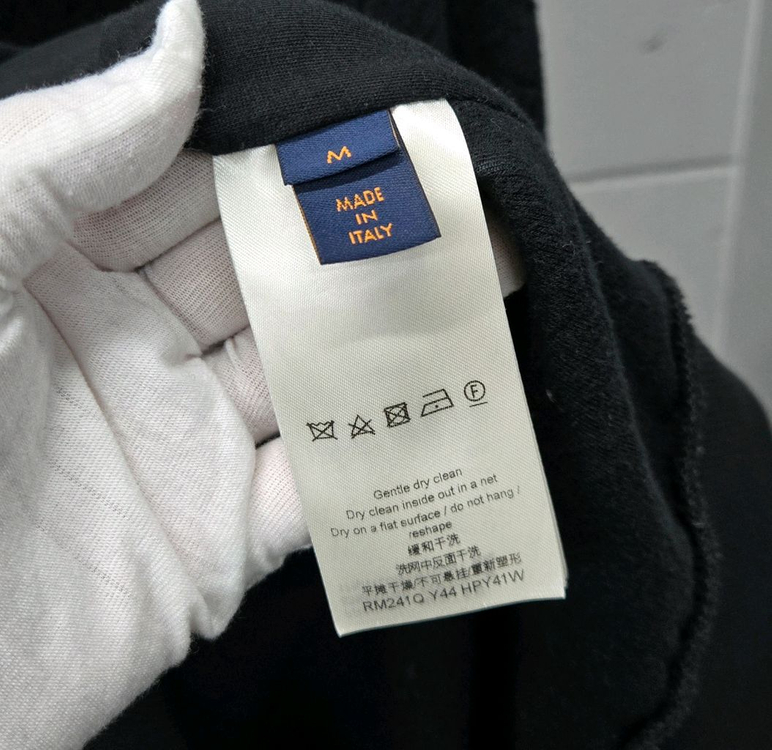 M
MADE
IN
ITALY
F
Gentle dry clean
Dry clean inside out in a net
Dry on a flat surface / do not hang /
reshape
缓和干洗
洗网中反面干洗
平摊干燥/不可悬挂/重新塑形
RM241Q Y44 HPY41W